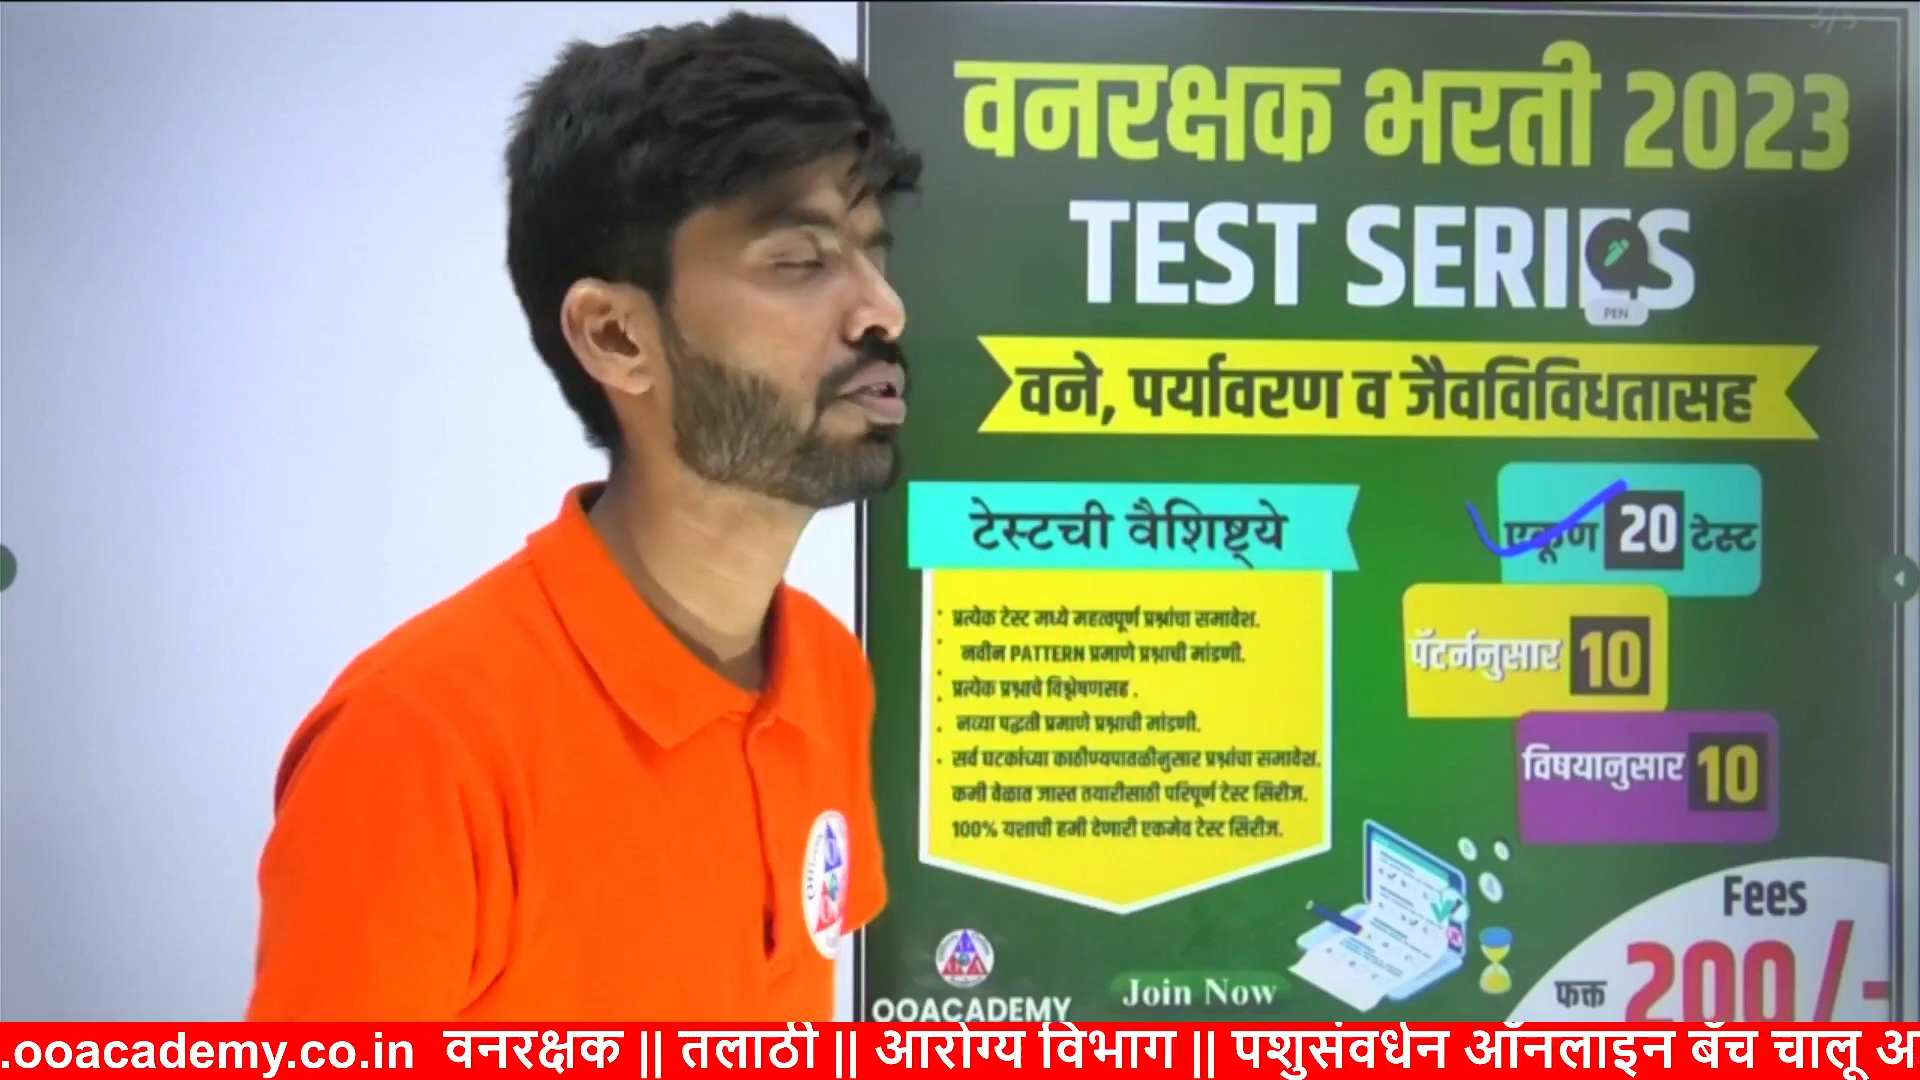 3/5
वनरक्षक भरती 2023
TEST SERIES
PEN
वने, पर्यावरण व जैवविविधतासह
टेस्टची वैशिष्ट्ये
एकूण 20 टेस्ट
प्रत्येक टेस्ट मध्ये महत्वपूर्ण प्रश्नांचा समावेश.
नवीन PATTERN प्रमाणे प्रश्नाची मांडणी.
प्रत्येक प्रश्नाचे विश्लेषणसह .
नव्या पद्धती प्रमाणे प्रश्नाची मांडणी.
सर्व घटकांच्या काठीण्यपातळीनुसार प्रश्नांचा समावेश.
कमी वेळात जास्त तयारीसाठी परिपूर्ण टेस्ट सिरीज.
100% यशाची हमी देणारी एकमेव टेस्ट सिरीज.
पॅटर्ननुसार 10
विषयानुसार 10
Fees
फक्त 200/-
OOACADEMY
Join Now
.ooacademy.co.in वनरक्षक || तलाठी || आरोग्य विभाग || पशुसंवर्धन ऑनलाइन बॅच चालू अ